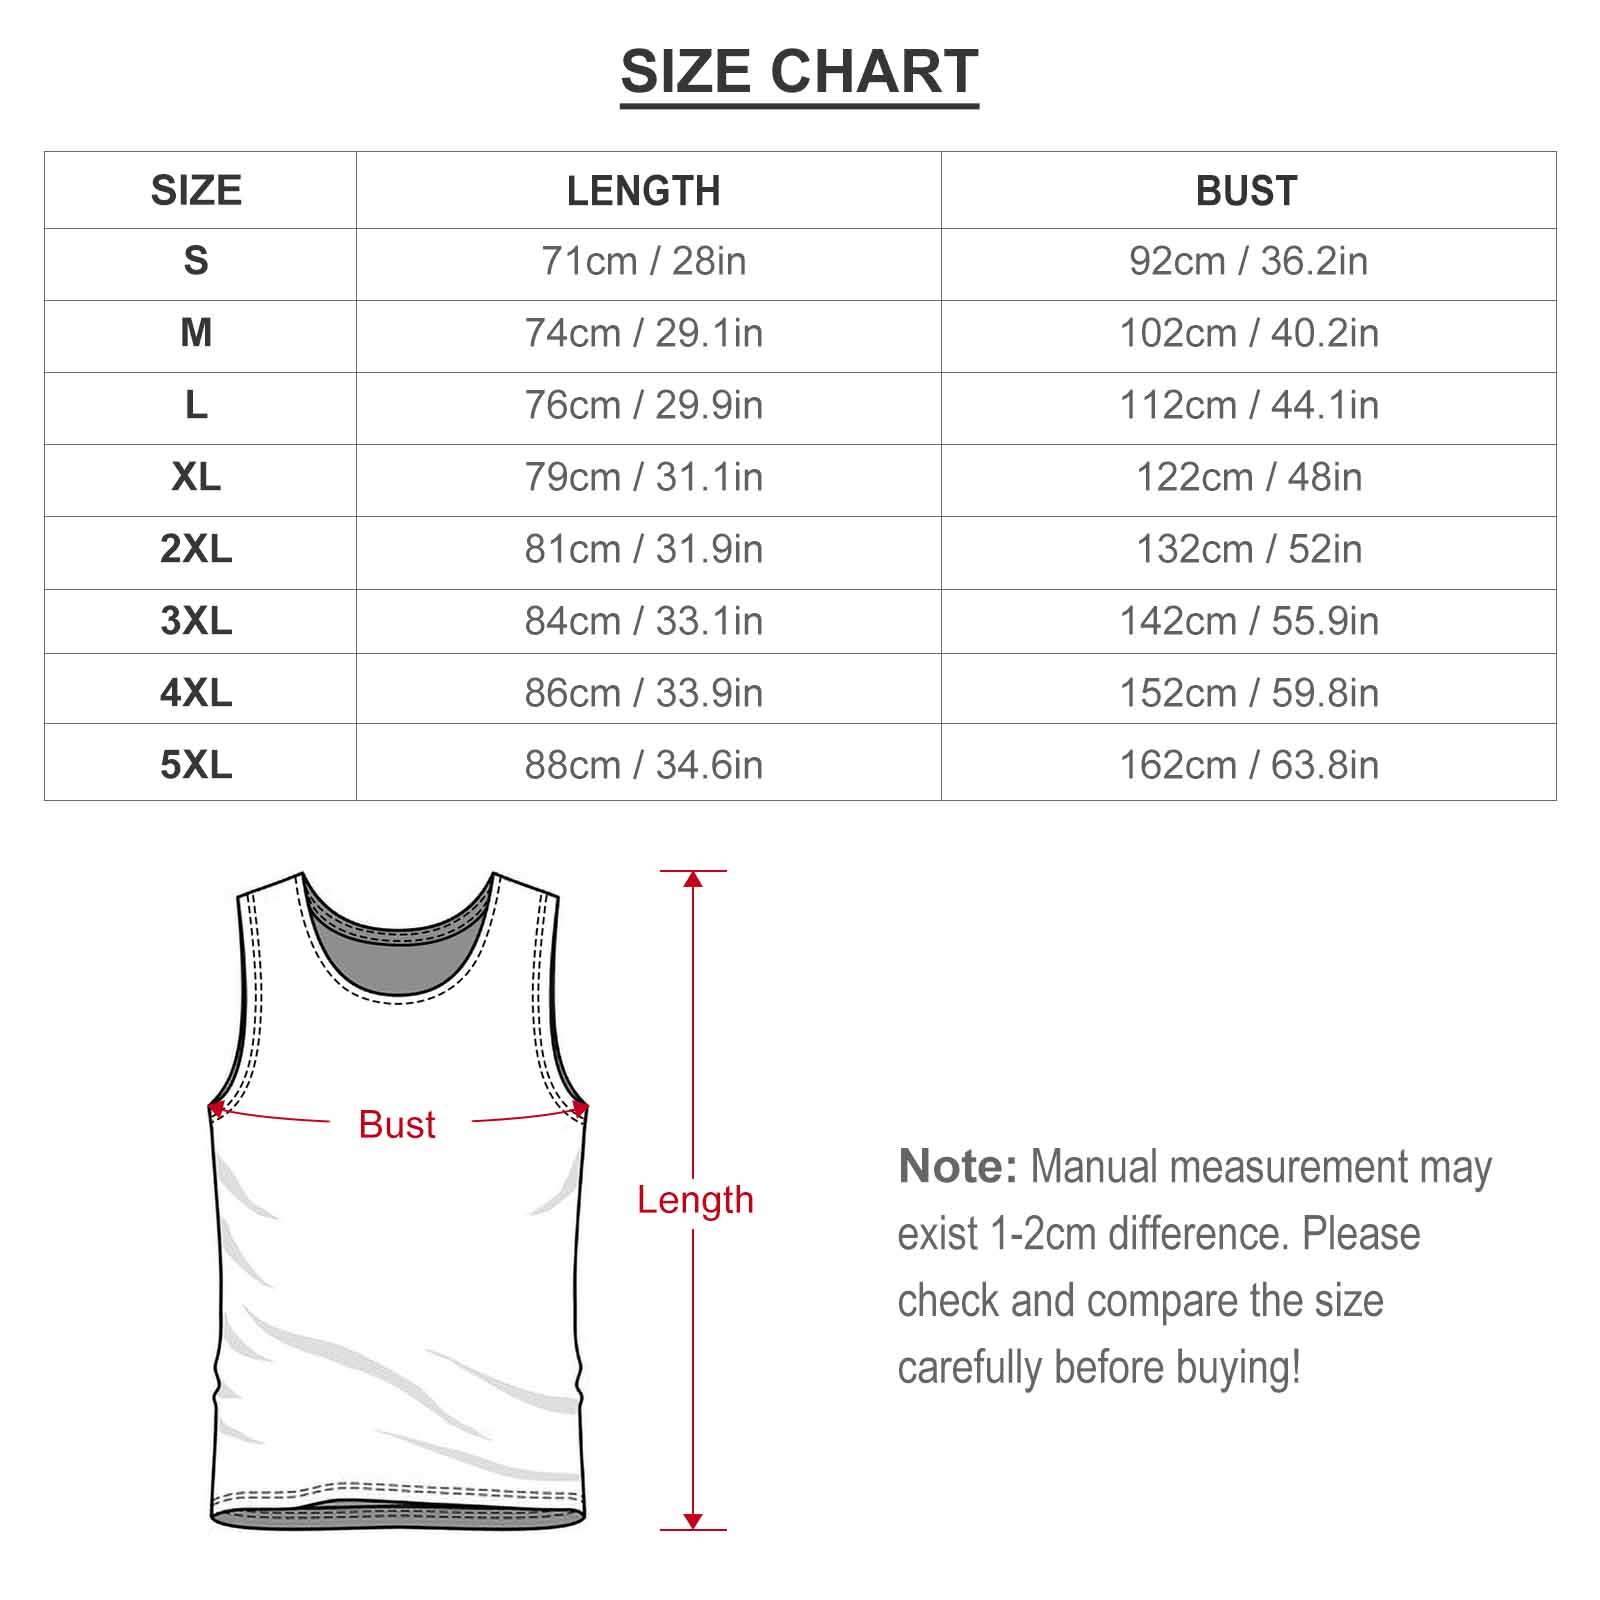 SIZE CHART
SIZE LENGTH BUST
S 71cm / 28in 92cm / 36.2in
M 74cm / 29.1in 102cm / 40.2in
L 76cm / 29.9in 112cm / 44.1in
XL 79cm / 31.1in 122cm / 48in
2XL 81cm / 31.9in 132cm / 52in
3XL 84cm / 33.1in 142cm / 55.9in
4XL 86cm / 33.9in 152cm / 59.8in
5XL 88cm / 34.6in 162cm / 63.8in
Bust
Length
Note: Manual measurement may
exist 1-2cm difference. Please
check and compare the size
carefully before buying!